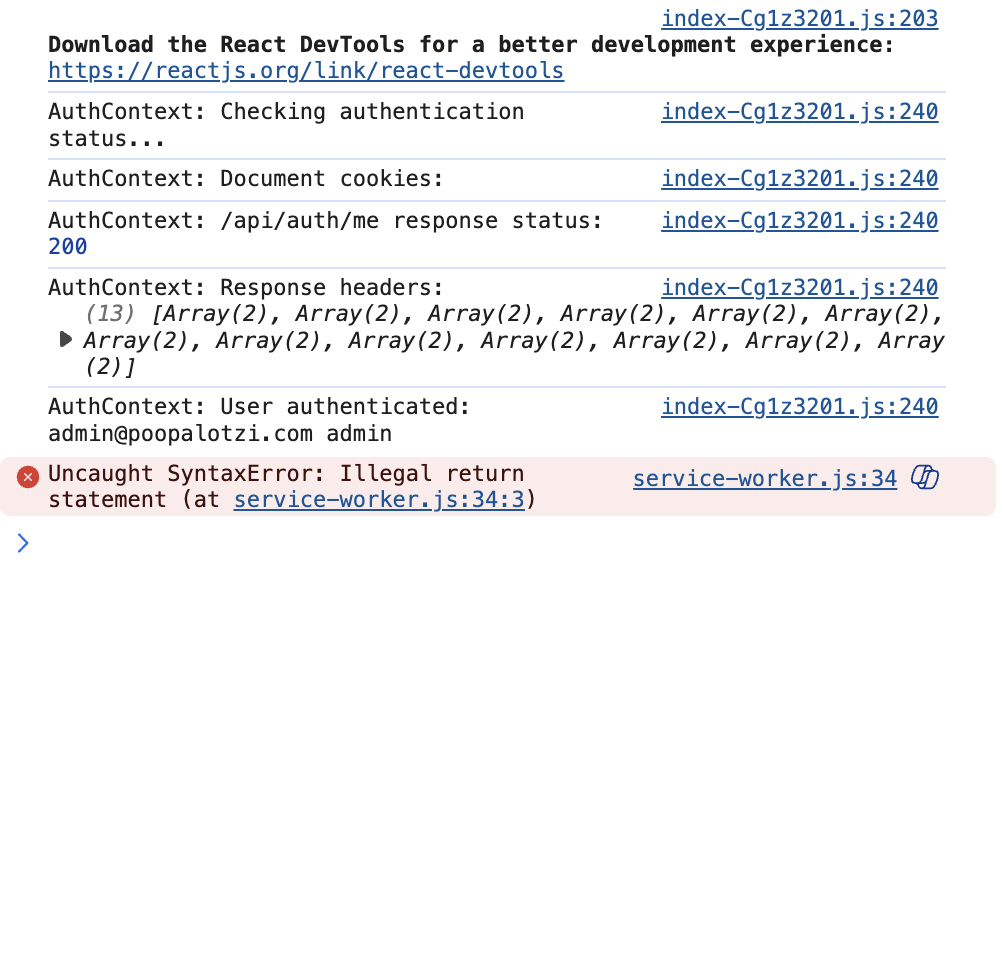 index-Cg1z3201.js:203
Download the React DevTools for a better development experience:
https://reactjs.org/link/react-devtools
AuthContext: Checking authentication index-Cg1z3201.js:240
status...
AuthContext: Document cookies: index-Cg1z3201.js:240
AuthContext: /api/auth/me response status: index-Cg1z3201.js:240
200
AuthContext: Response headers: index-Cg1z3201.js:240
(13) [Array(2), Array(2), Array(2), Array(2), Array(2), Array(2),
Array(2), Array(2), Array(2), Array(2), Array(2), Array(2), Array
(2)]
AuthContext: User authenticated: index-Cg1z3201.js:240
admin@poopalotzi.com admin
Uncaught SyntaxError: Illegal return service-worker.js:34
statement (at service-worker.js:34:3)